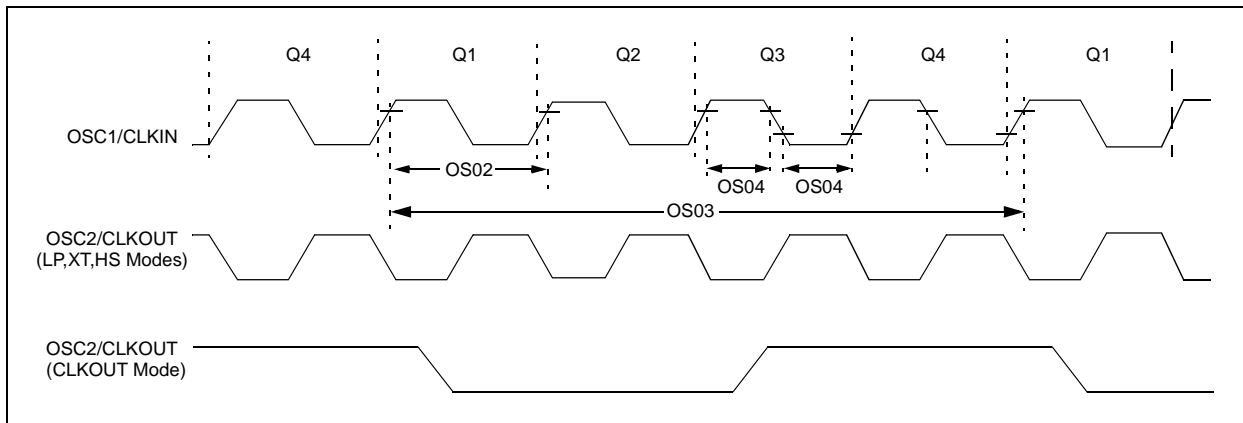 Q4 Q1 Q2 Q3 Q4 Q1
OSC1/CLKIN
OS02
OS04 OS04
OS03
OSC2/CLKOUT
(LP,XT,HS Modes)
OSC2/CLKOUT
(CLKOUT Mode)